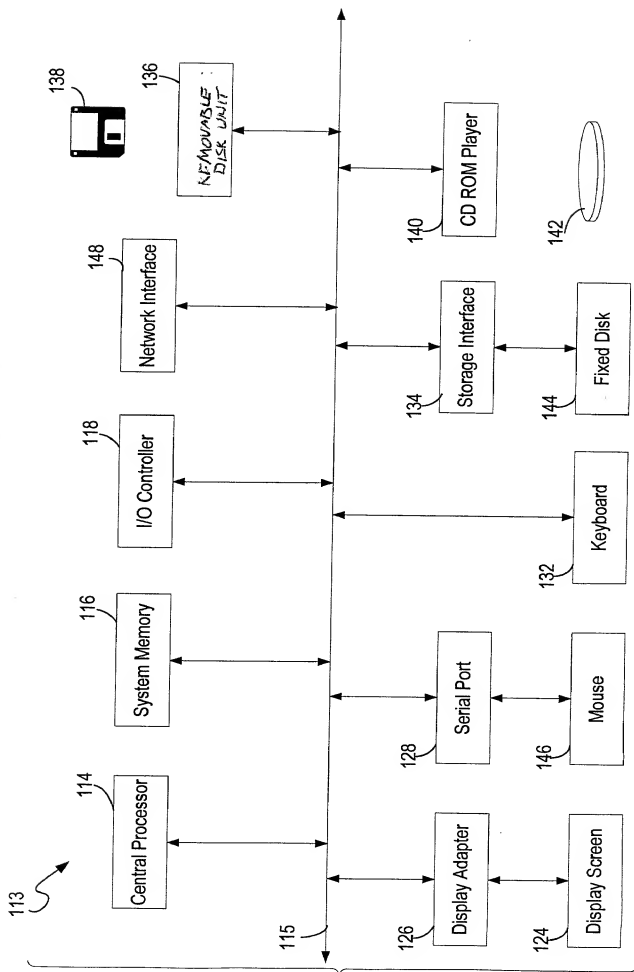 113
114
Central Processor
116
System Memory
118
I/O Controller
148
Network Interface
138
136
REMOVABLE
DISK UNIT
115
126
Display Adapter
128
Serial Port
134
Storage Interface
140
CD ROM Player
124
Display Screen
146
Mouse
132
Keyboard
144
Fixed Disk
142